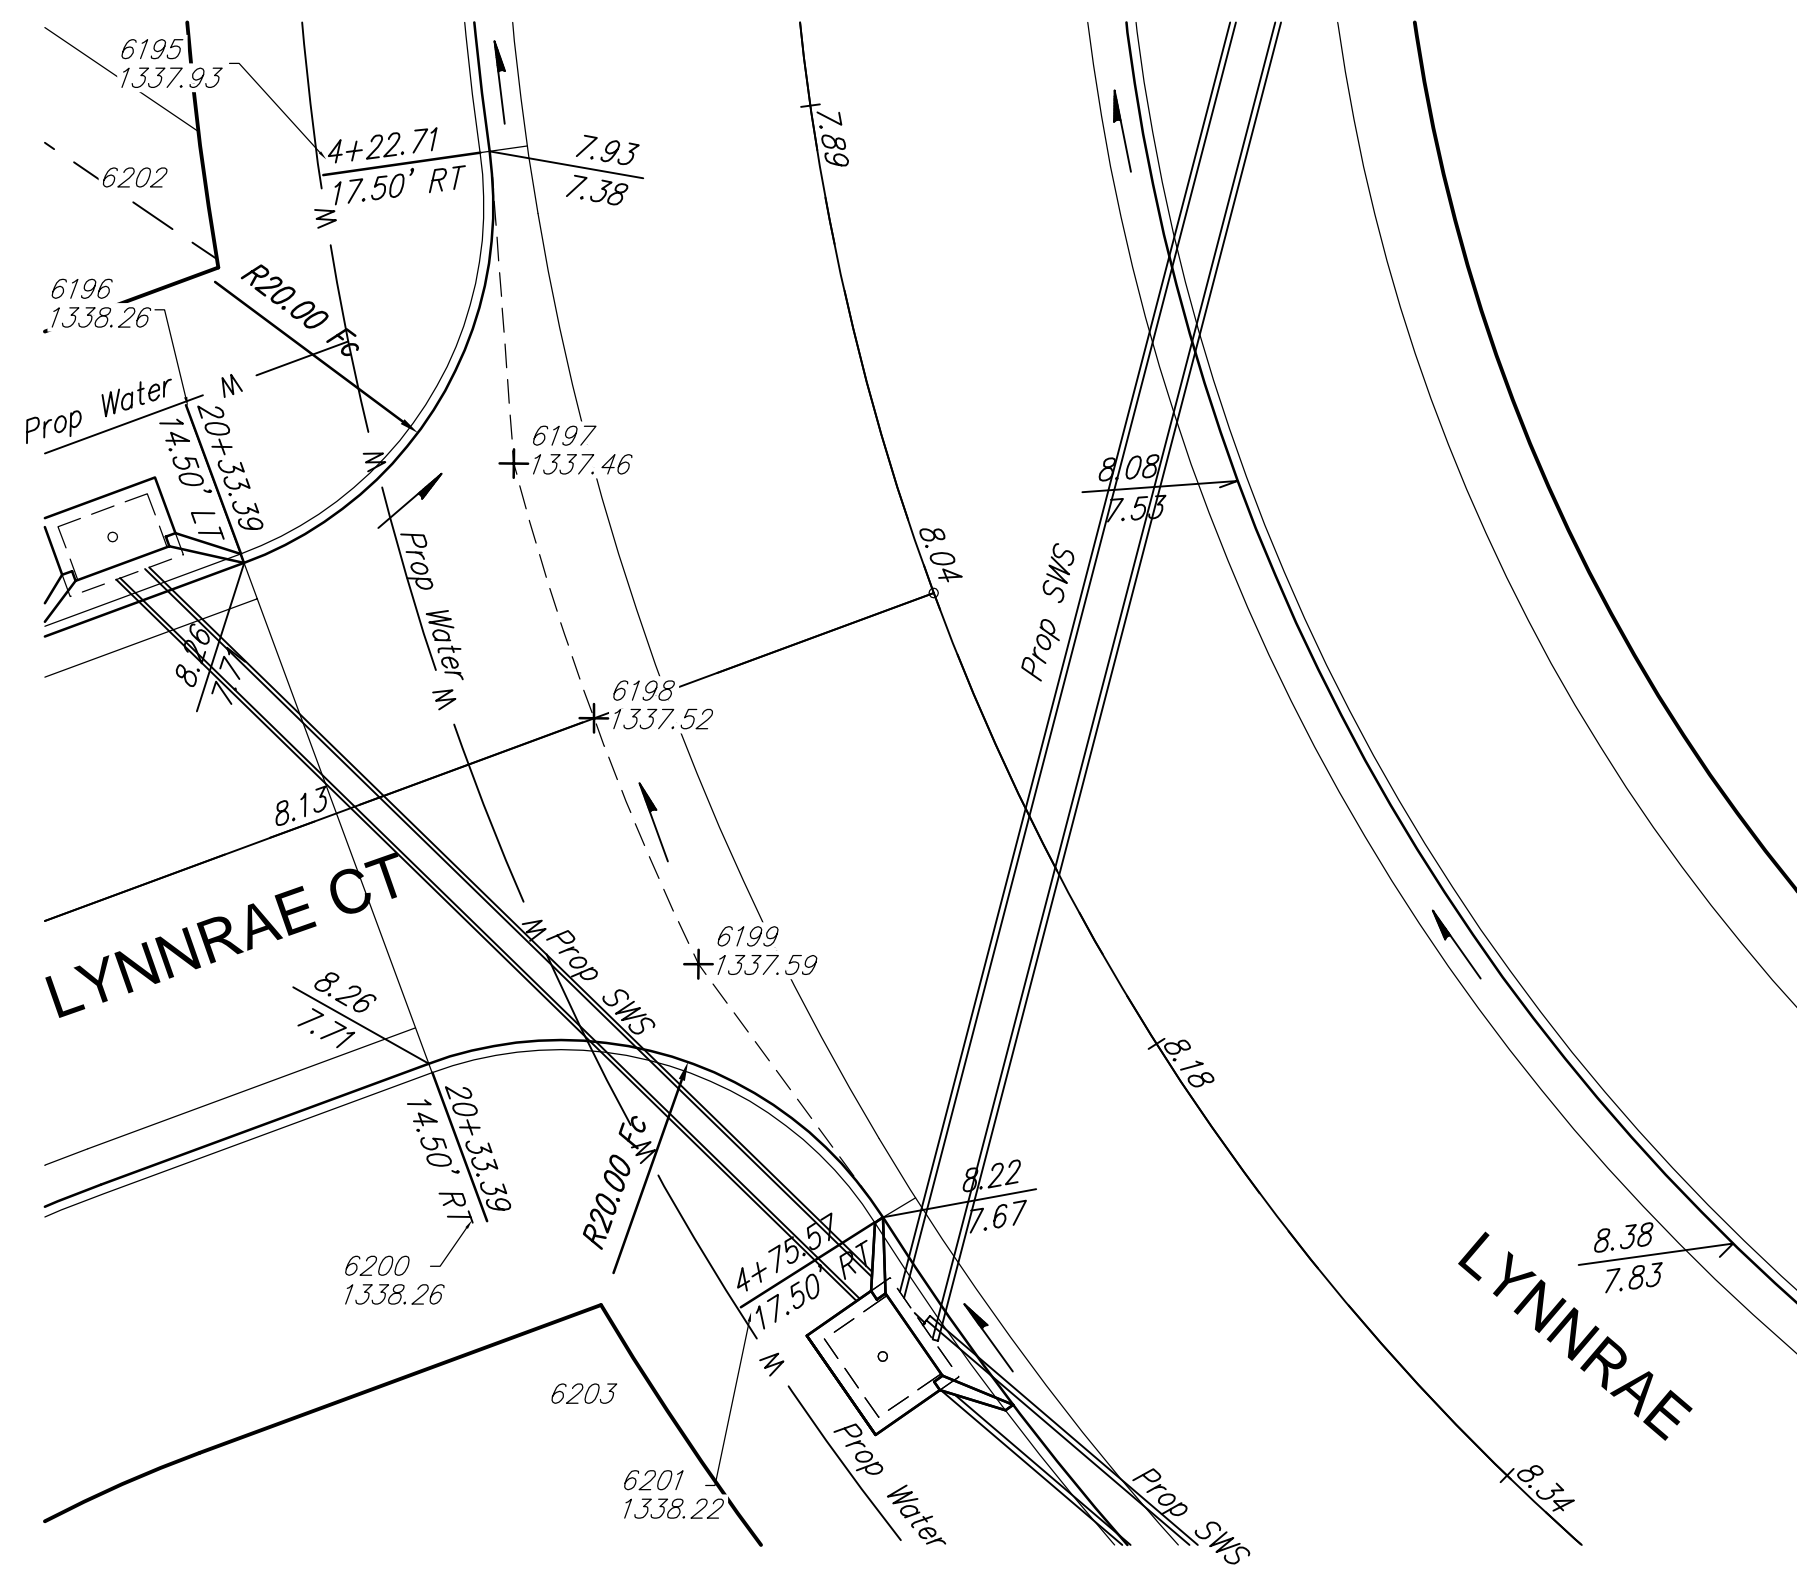 6195
1337.93
4+22.71
17.50' RT
7.93
7.38
7.89
6202
W
R20.00 Fc
6196
1338.26
Prop Water
W
20+33.39
14.50' LT
W
6197
1337.46
8.08
7.53
Prop Water
8.04
Prop SWS
8.26
W
6198
1337.52
8.13
LYNNRAE CT
W
Prop SWS
6199
1337.59
8.26
7.71
8.18
20+33.39
14.50' RT
R20.00 Fc
W
8.22
7.67
4+75.57
17.50' RT
8.38
7.83
LYNNRAE
6200
1338.26
W
6203
Prop Water
6201
1338.22
Prop SWS
8.34